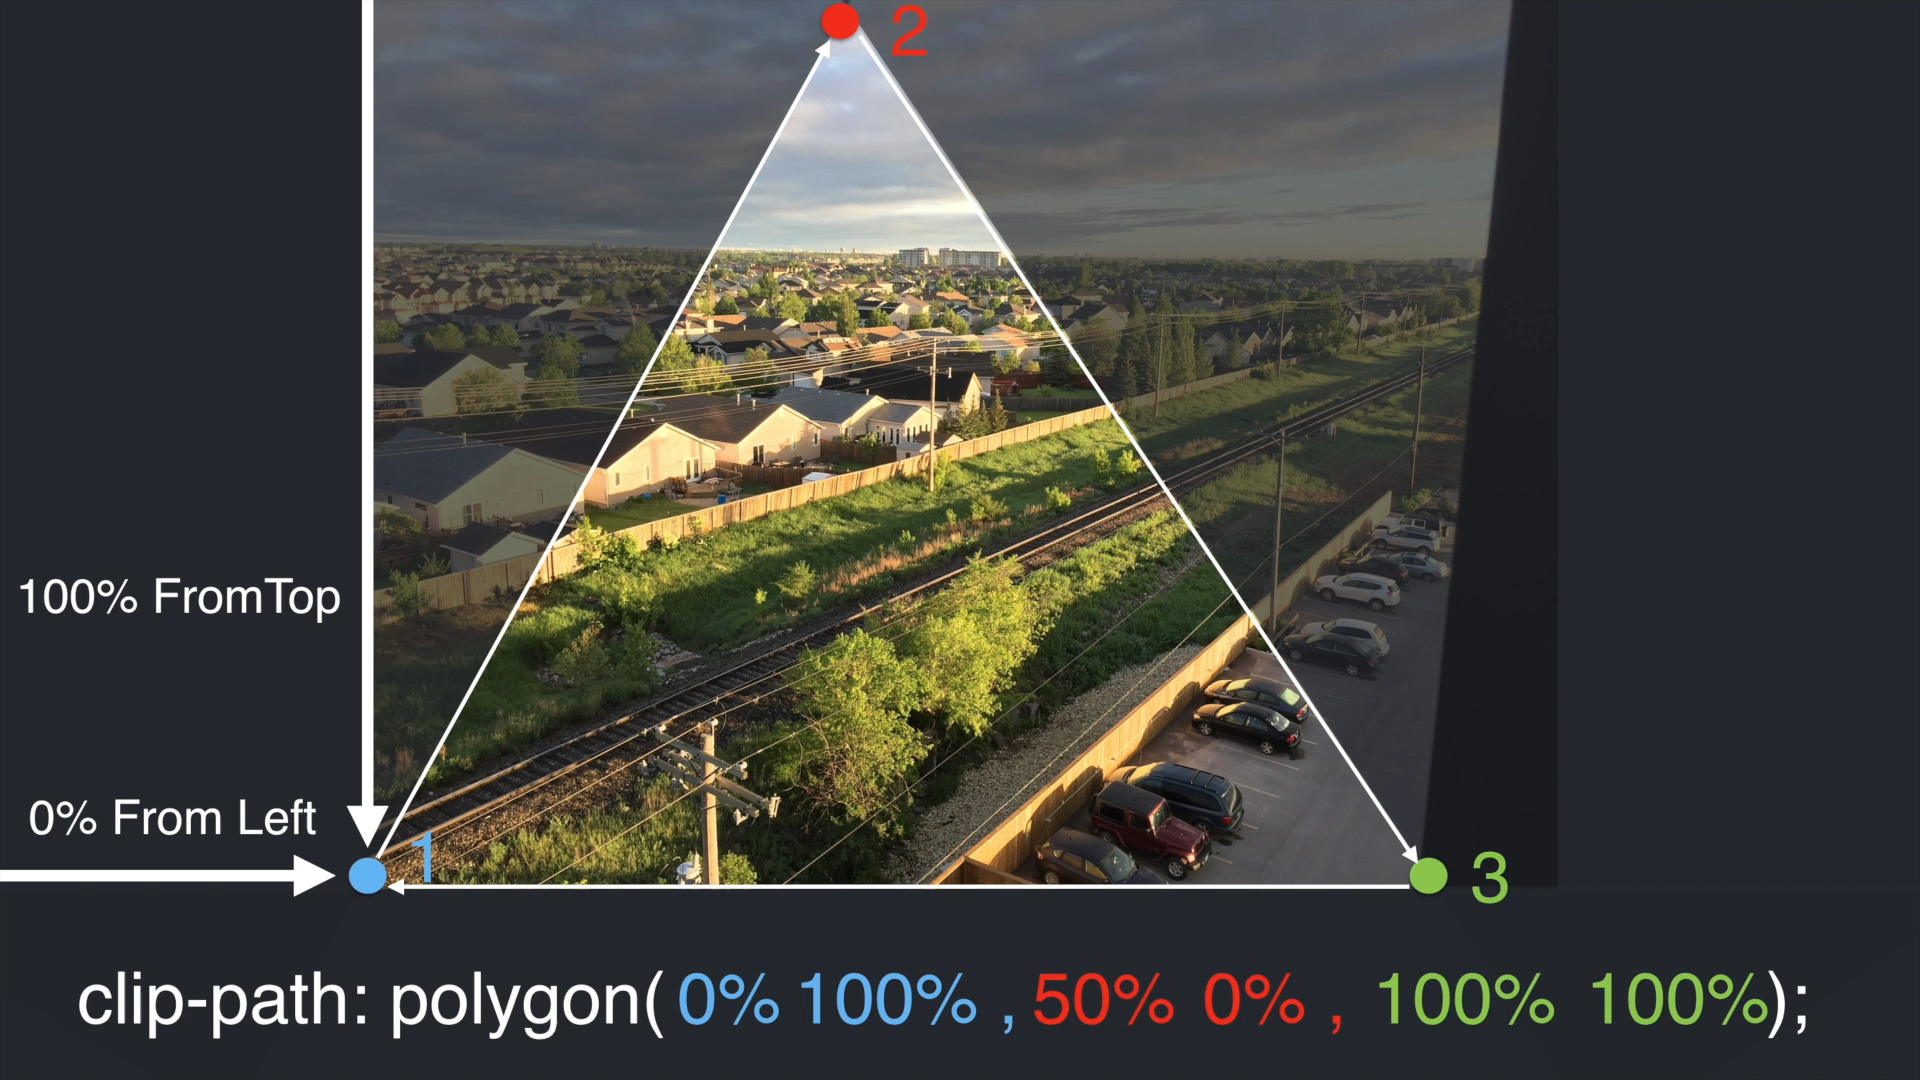 2
100% FromTop
0% From Left
1
3
clip-path: polygon( 0% 100% , 50% 0% , 100% 100%);